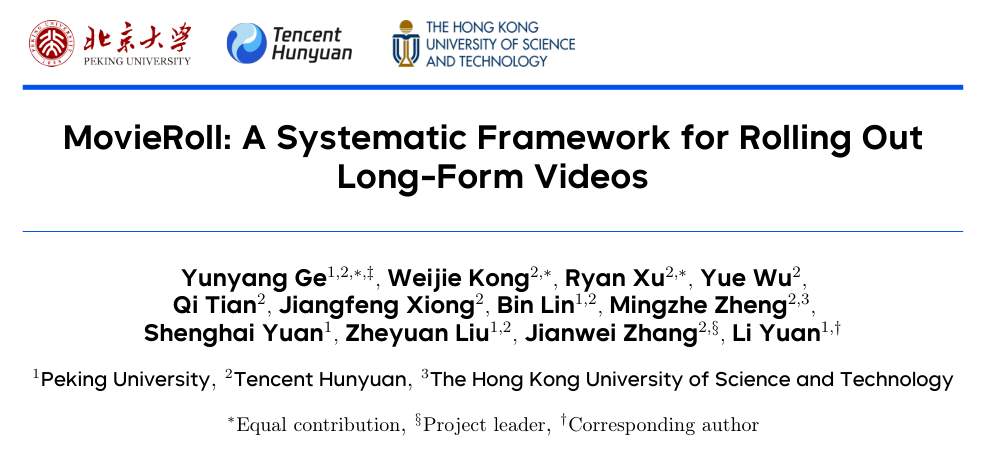 北京大学
PEKING UNIVERSITY
Tencent
Hunyuan
THE HONG KONG
UNIVERSITY OF SCIENCE
AND TECHNOLOGY
MovieRoll: A Systematic Framework for Rolling Out
Long-Form Videos
Yunyang Ge¹,²,*,‡, Weijie Kong²,*, Ryan Xu²,*, Yue Wu²,
Qi Tian², Jiangfeng Xiong², Bin Lin¹,², Mingzhe Zheng²,³,
Shenghai Yuan¹, Zheyuan Liu¹,², Jianwei Zhang²,§, Li Yuan¹,†
¹Peking University, ²Tencent Hunyuan, ³The Hong Kong University of Science and Technology
*Equal contribution, §Project leader, †Corresponding author